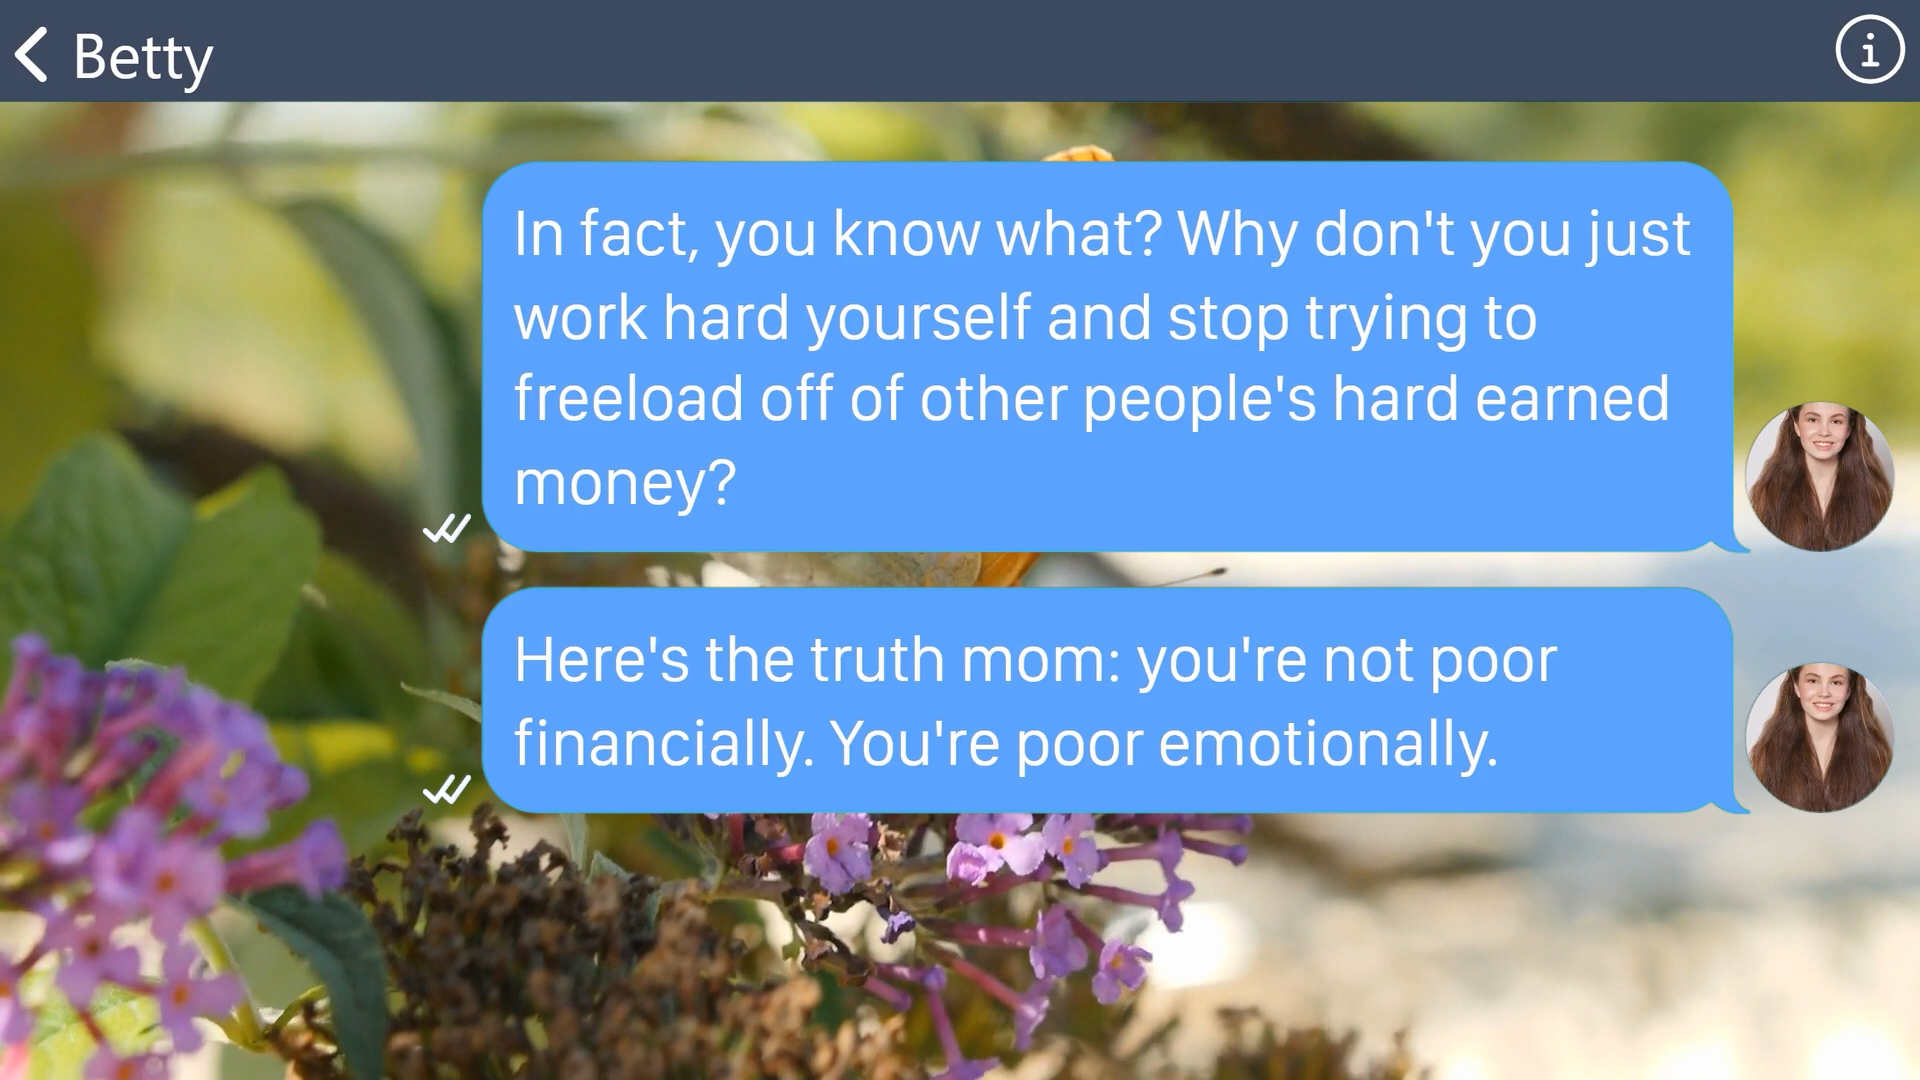 Betty
In fact, you know what? Why don't you just
work hard yourself and stop trying to
freeload off of other people's hard earned
money?
Here's the truth mom: you're not poor
financially. You're poor emotionally.